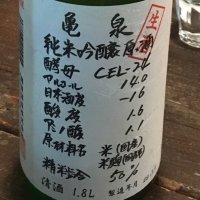 亀泉
生酒
純米吟醸原酒
酵母 CEL-24
アルコール 14.0
日本酒度 -16
酸度 1.6
アミノ酸 1.1
原材料名 米(国産)
米麹(国産米)
精米歩合 50%
清酒 1.8L 製造年月